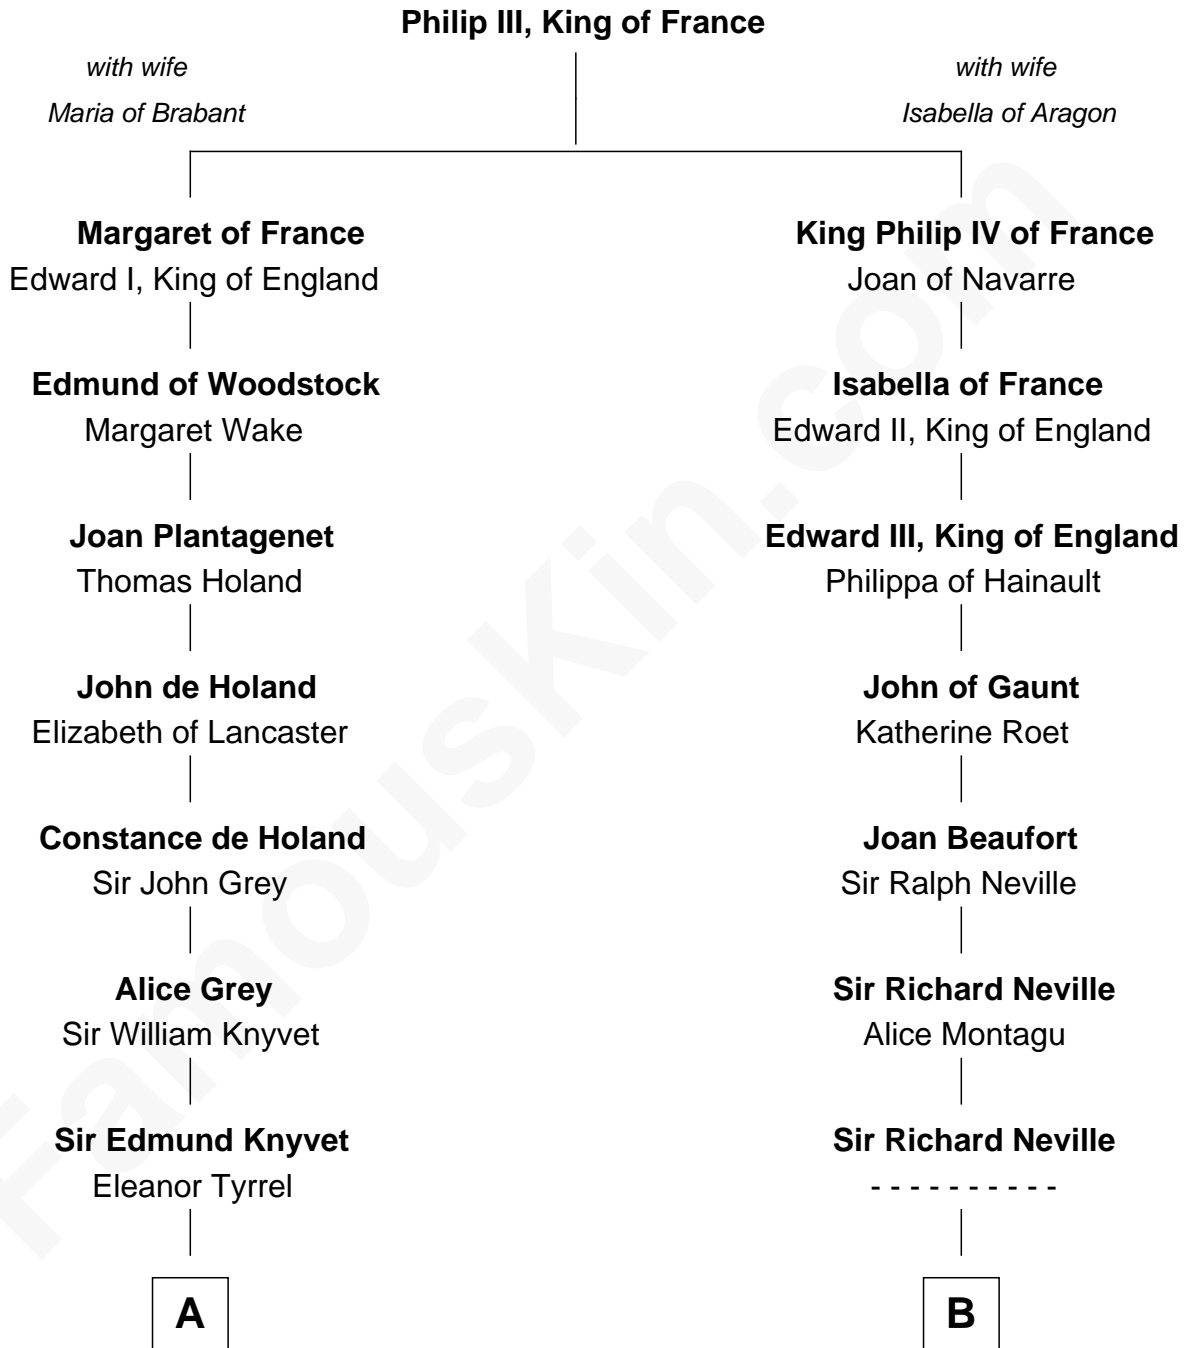 Philip III, King of France
with wife
Maria of Brabant
with wife
Isabella of Aragon
Margaret of France
Edward I, King of England
King Philip IV of France
Joan of Navarre
Edmund of Woodstock
Margaret Wake
Isabella of France
Edward II, King of England
Joan Plantagenet
Thomas Holand
Edward III, King of England
Philippa of Hainault
John de Holand
Elizabeth of Lancaster
John of Gaunt
Katherine Roet
Constance de Holand
Sir John Grey
Joan Beaufort
Sir Ralph Neville
Alice Grey
Sir William Knyvet
Sir Richard Neville
Alice Montagu
Sir Edmund Knyvet
Eleanor Tyrrel
Sir Richard Neville
- - - - - - - - - -
A
B
FamousKin.com